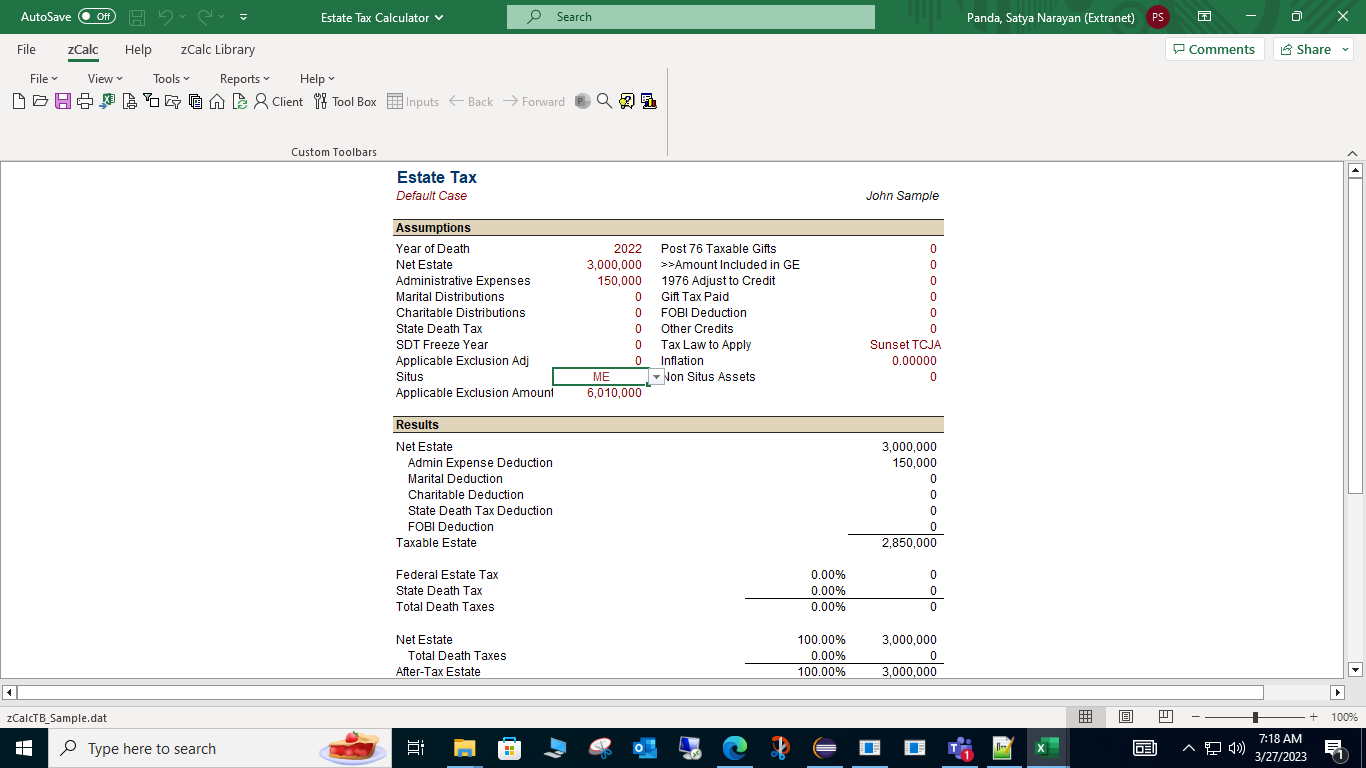 AutoSave Off Estate Tax Calculator Search Panda, Satya Narayan (Extranet) PS
File zCalc Help zCalc Library Comments Share
File View Tools Reports Help
Client Tool Box Inputs Back Forward
Custom Toolbars
Estate Tax
Default Case John Sample
Assumptions
Year of Death 2022 Post 76 Taxable Gifts 0
Net Estate 3,000,000 >>Amount Included in GE 0
Administrative Expenses 150,000 1976 Adjust to Credit 0
Marital Distributions 0 Gift Tax Paid 0
Charitable Distributions 0 FOBI Deduction 0
State Death Tax 0 Other Credits 0
SDT Freeze Year 0 Tax Law to Apply Sunset TCJA
Applicable Exclusion Adj 0 Inflation 0.00000
Situs ME Non Situs Assets 0
Applicable Exclusion Amount 6,010,000
Results
Net Estate 3,000,000
Admin Expense Deduction 150,000
Marital Deduction 0
Charitable Deduction 0
State Death Tax Deduction 0
FOBI Deduction 0
Taxable Estate 2,850,000
Federal Estate Tax 0.00% 0
State Death Tax 0.00% 0
Total Death Taxes 0.00% 0
Net Estate 100.00% 3,000,000
Total Death Taxes 0.00% 0
After-Tax Estate 100.00% 3,000,000
zCalcTB_Sample.dat 100%
Type here to search 7:18 AM
3/27/2023